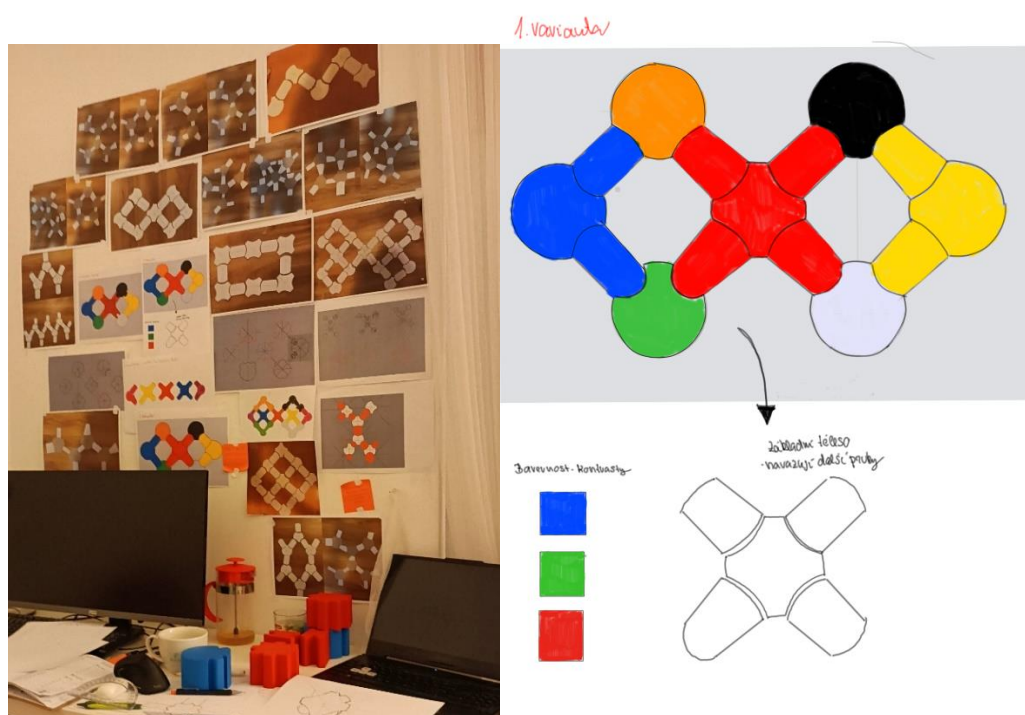 1. varianta
základní těleso
-navazují další prvky
Barevnost-kontrasty